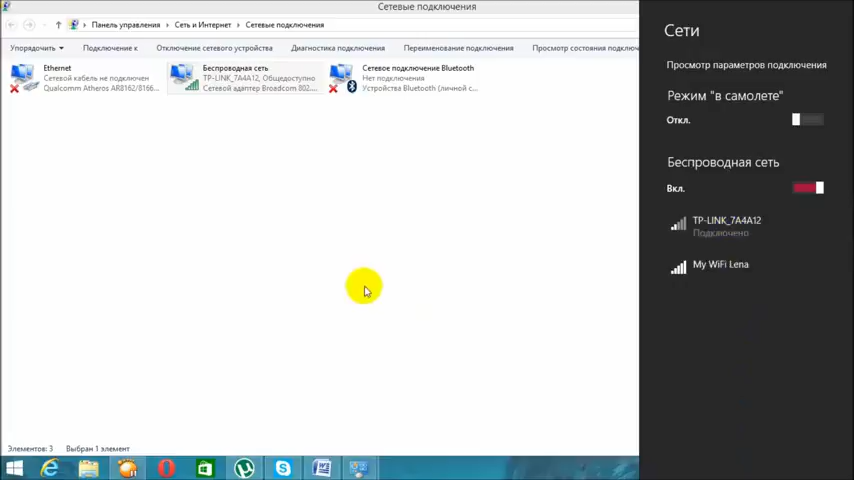 Сетевые подключения
Панель управления ▸ Сеть и Интернет ▸ Сетевые подключения
Упорядочить Подключение к Отключение сетевого устройства Диагностика подключения Переименование подключения Просмотр состояния подключ
Ethernet
Сетевой кабель не подключен
Qualcomm Atheros AR8162/8166...
Беспроводная сеть
TP-LINK_7A4A12, Общедоступно
Сетевой адаптер Broadcom 802....
Сетевое подключение Bluetooth
Нет подключения
Устройства Bluetooth (личной с...
Элементов: 3 Выбран 1 элемент
Сети
Просмотр параметров подключения
Режим "в самолете"
Откл.
Беспроводная сеть
Вкл.
TP-LINK_7A4A12
Подключено
My WiFi Lena